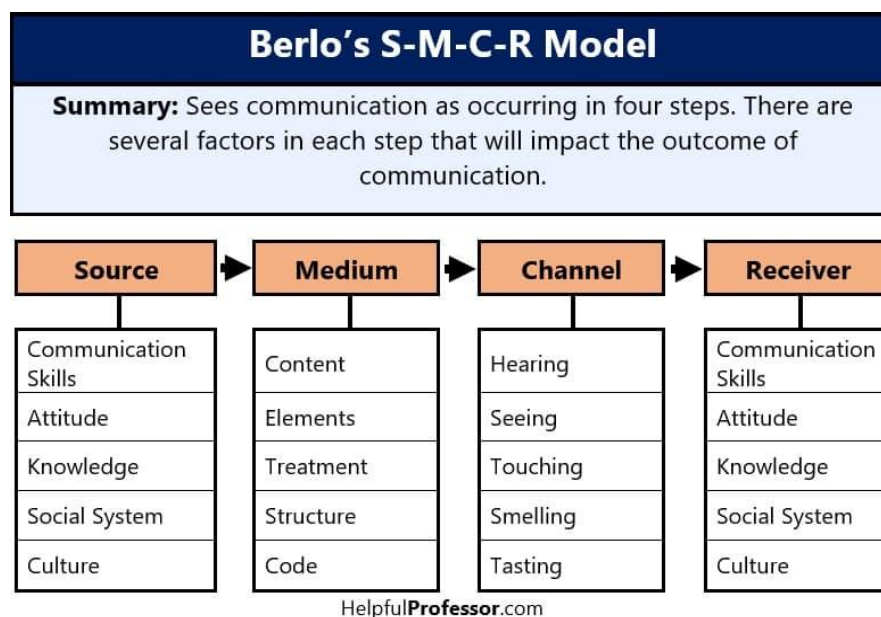 Berlo’s S-M-C-R Model
Summary: Sees communication as occurring in four steps. There are
several factors in each step that will impact the outcome of
communication.
Source
Medium
Channel
Receiver
Communication
Skills
Attitude
Knowledge
Social System
Culture
Content
Elements
Treatment
Structure
Code
Hearing
Seeing
Touching
Smelling
Tasting
Communication
Skills
Attitude
Knowledge
Social System
Culture
HelpfulProfessor.com